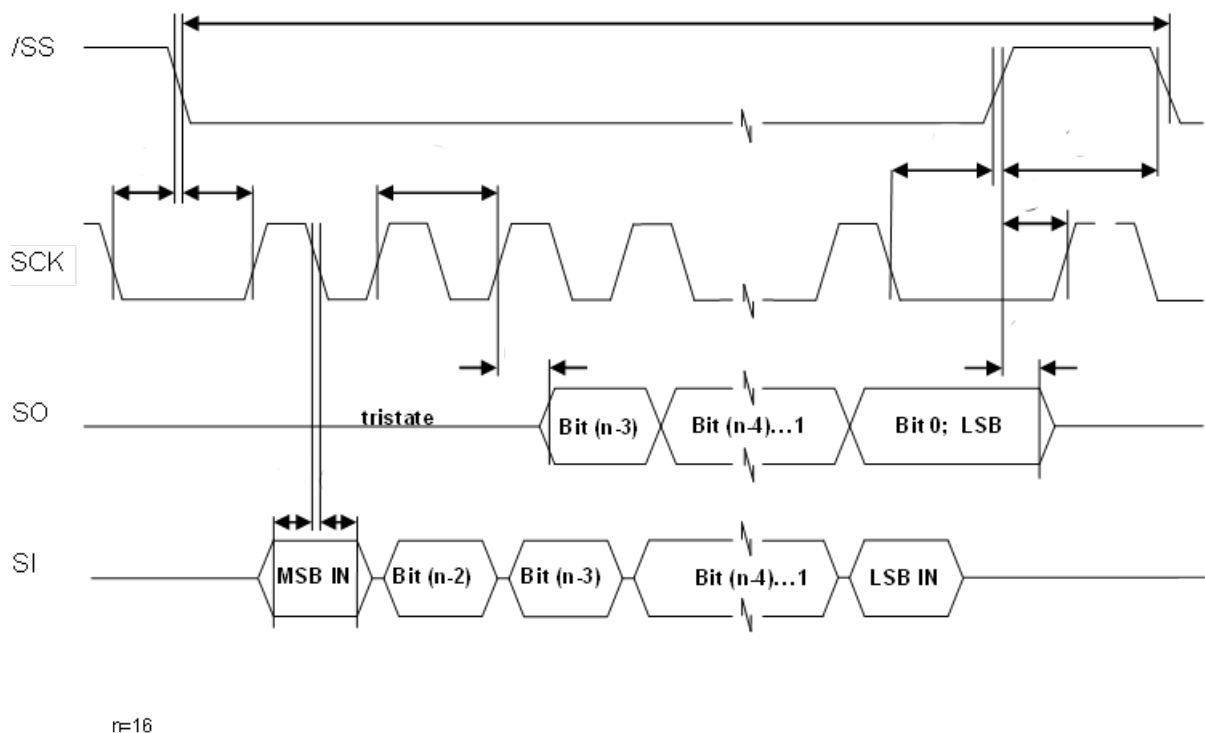 /SS
SCK
SO
tristate
Bit (n-3)
Bit (n-4)...1
Bit 0; LSB
SI
MSB IN
Bit (n-2)
Bit (n-3)
Bit (n-4)...1
LSB IN
n=16